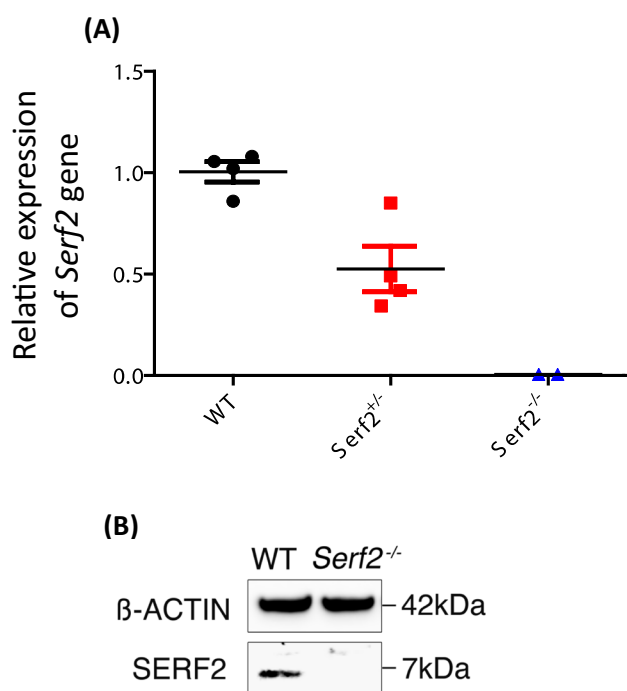 (A)
Relative expression
of Serf2 gene
1.5
1.0
0.5
0.0
WT
Serf2+/-
Serf2-/-
(B)
WT Serf2-/-
ß-ACTIN
42kDa
SERF2
7kDa